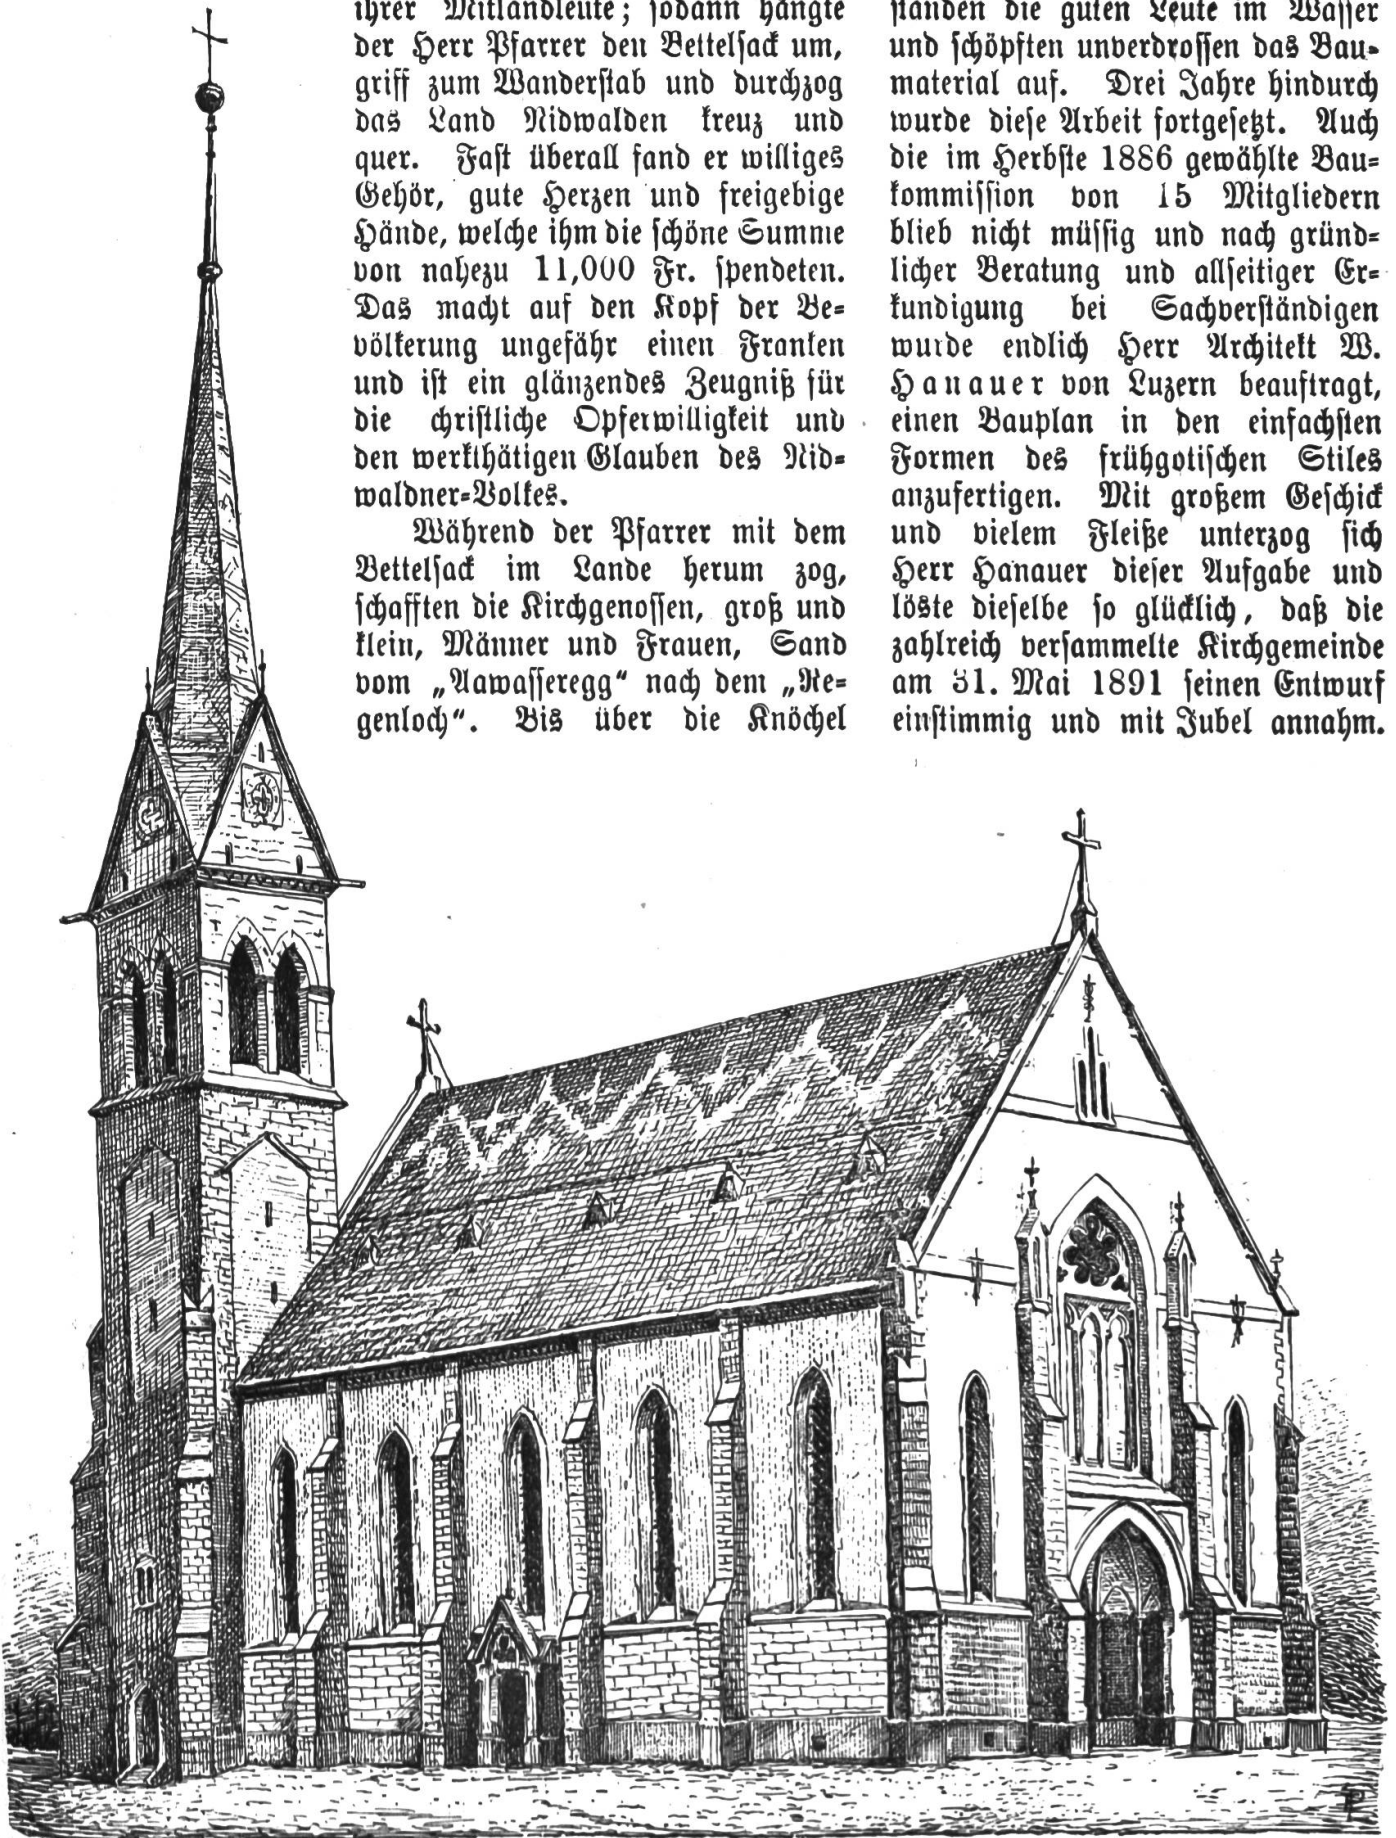 ihrer Mitlandleute; sodann hängte
der Herr Pfarrer den Bettelsack um,
griff zum Wanderstab und durchzog
das Land Nidwalden kreuz und
quer. Fast überall fand er williges
Gehör, gute Herzen und freigebige
Hände, welche ihm die schöne Summe
von nahezu 11,000 Fr. spendeten.
Das macht auf den Kopf der Be=
völkerung ungefähr einen Franken
und ist ein glänzendes Zeugniß für
die christliche Opferwilligkeit und
den werkthätigen Glauben des Nid=
waldner=Volkes.
Während der Pfarrer mit dem
Bettelsack im Lande herum zog,
schafften die Kirchgenossen, groß und
klein, Männer und Frauen, Sand
vom „Aawasseregg“ nach dem „Re=
genloch“. Bis über die Knöchel
standen die guten Leute im Wasser
und schöpften unverdrossen das Bau=
material auf. Drei Jahre hindurch
wurde diese Arbeit fortgesetzt. Auch
die im Herbste 1886 gewählte Bau=
kommission von 15 Mitgliedern
blieb nicht müssig und nach gründ=
licher Beratung und allseitiger Er=
kundigung bei Sachverständigen
wurde endlich Herr Architekt W.
Hanauer von Luzern beauftragt,
einen Bauplan in den einfachsten
Formen des frühgotischen Stiles
anzufertigen. Mit großem Geschick
und vielem Fleiße unterzog sich
Herr Hanauer dieser Aufgabe und
löste dieselbe so glücklich, daß die
zahlreich versammelte Kirchgemeinde
am 31. Mai 1891 seinen Entwurf
einstimmig und mit Jubel annahm.